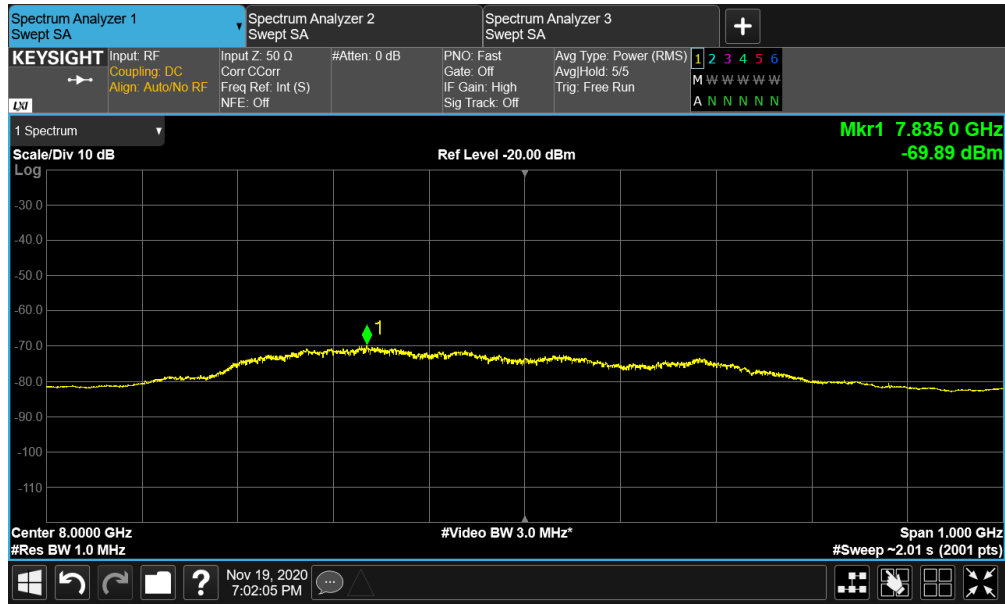 Spectrum Analyzer 1
Swept SA
Spectrum Analyzer 2
Swept SA
Spectrum Analyzer 3
Swept SA
+
KEYSIGHT
LXI
Input: RF
Coupling: DC
Align: Auto/No RF
Input Z: 50 Ω
Corr CCorr
Freq Ref: Int (S)
NFE: Off
#Atten: 0 dB
PNO: Fast
Gate: Off
IF Gain: High
Sig Track: Off
Avg Type: Power (RMS)
Avg|Hold: 5/5
Trig: Free Run
1 2 3 4 5 6
M W W W W W
A N N N N N
1 Spectrum
Mkr1 7.835 0 GHz
-69.89 dBm
Scale/Div 10 dB
Ref Level -20.00 dBm
Log
-30.0
-40.0
-50.0
-60.0
1
-70.0
-80.0
-90.0
-100
-110
Center 8.0000 GHz
#Video BW 3.0 MHz*
Span 1.000 GHz
#Res BW 1.0 MHz
#Sweep ~2.01 s (2001 pts)
?
Nov 19, 2020
7:02:05 PM